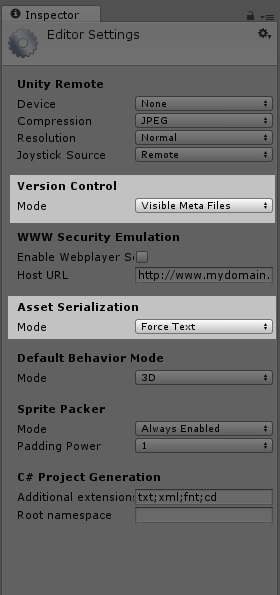 Inspector
Editor Settings
Unity Remote
Device None
Compression JPEG
Resolution Normal
Joystick Source Remote
Version Control
Mode Visible Meta Files
WWW Security Emulation
Enable Webplayer Se
Host URL http://www.mydomain.
Asset Serialization
Mode Force Text
Default Behavior Mode
Mode 3D
Sprite Packer
Mode Always Enabled
Padding Power 1
C# Project Generation
Additional extensions txt;xml;fnt;cd
Root namespace